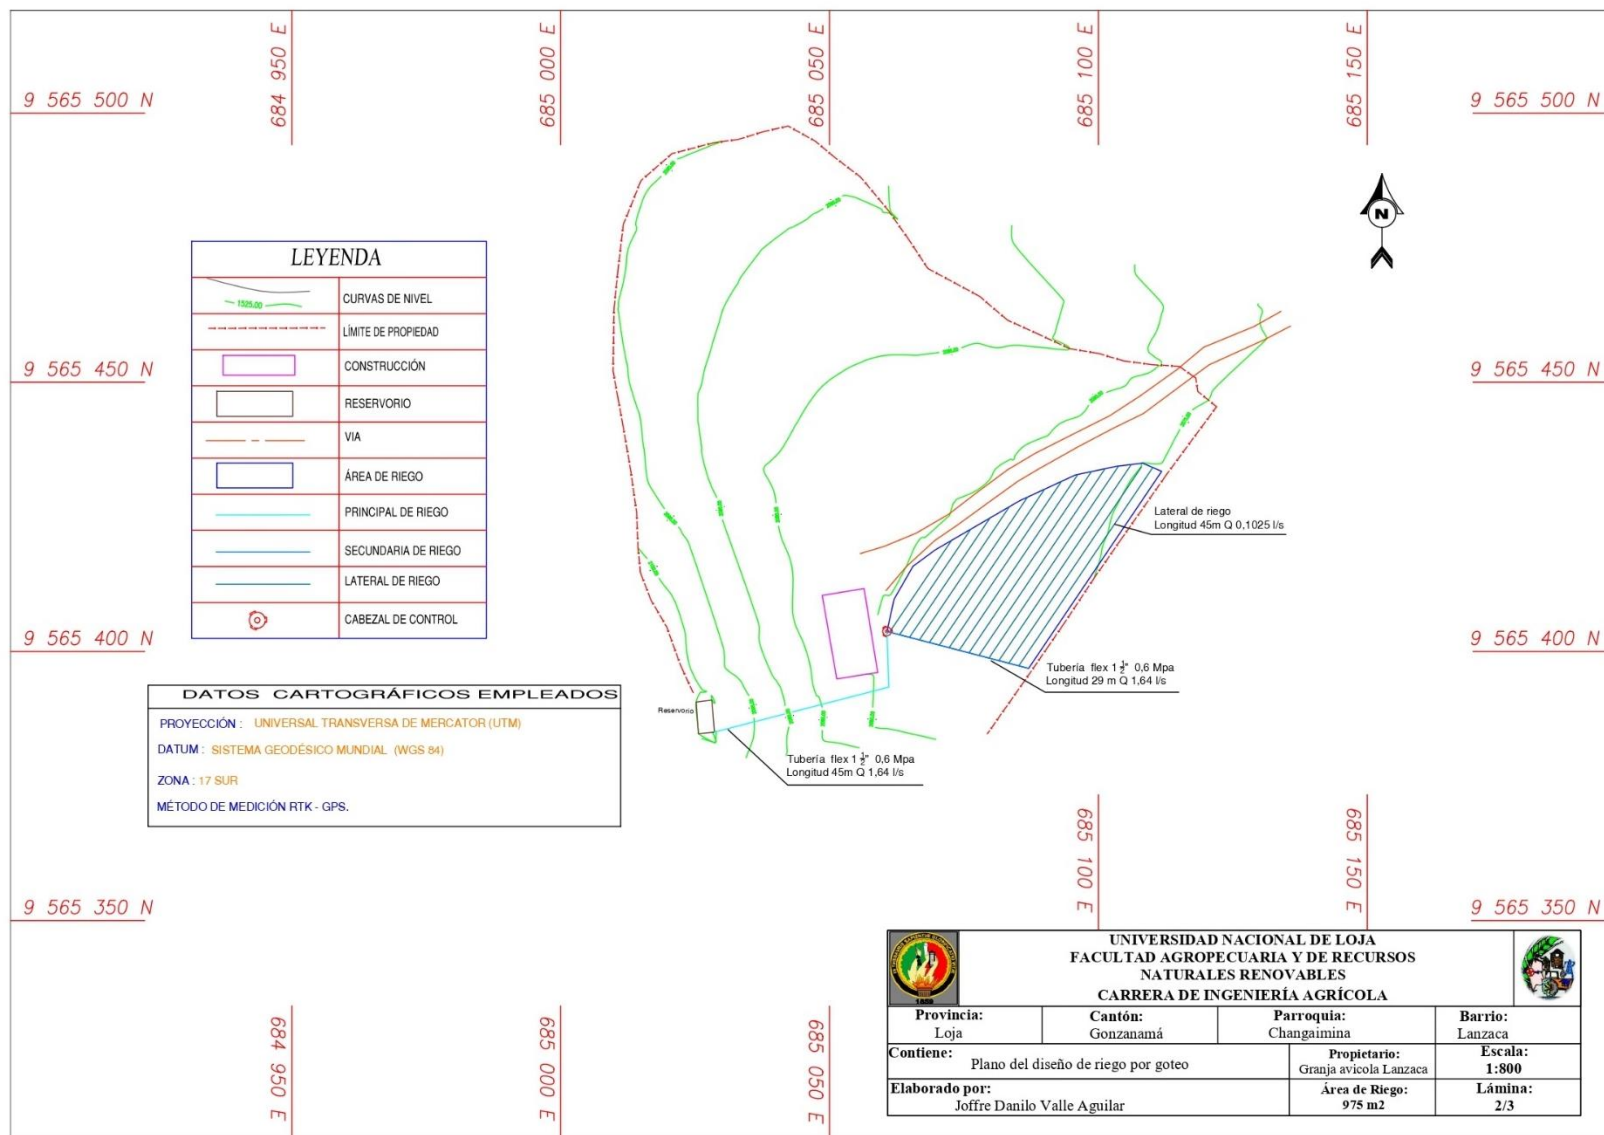 684 950 E
685 000 E
685 050 E
685 100 E
685 150 E
9 565 500 N
9 565 500 N
LEYENDA
1525.00
CURVAS DE NIVEL
LÍMITE DE PROPIEDAD
CONSTRUCCIÓN
RESERVORIO
VIA
ÁREA DE RIEGO
PRINCIPAL DE RIEGO
SECUNDARIA DE RIEGO
LATERAL DE RIEGO
CABEZAL DE CONTROL
N
9 565 450 N
9 565 450 N
Lateral de riego
Longitud 45m Q 0,1025 l/s
9 565 400 N
9 565 400 N
Tubería flex 1 ½" 0,6 Mpa
Longitud 29 m Q 1,64 l/s
Reservorio
Tubería flex 1 ½" 0,6 Mpa
Longitud 45m Q 1,64 l/s
DATOS CARTOGRÁFICOS EMPLEADOS
PROYECCIÓN : UNIVERSAL TRANSVERSA DE MERCATOR (UTM)
DATUM : SISTEMA GEODÉSICO MUNDIAL (WGS 84)
ZONA : 17 SUR
MÉTODO DE MEDICIÓN RTK - GPS.
9 565 350 N
9 565 350 N
685 100 E
685 150 E
684 950 E
685 000 E
685 050 E
UNIVERSIDAD NACIONAL DE LOJA
FACULTAD AGROPECUARIA Y DE RECURSOS
NATURALES RENOVABLES
CARRERA DE INGENIERÍA AGRÍCOLA
1859
Provincia: Cantón: Parroquia: Barrio:
Loja Gonzanamá Changaimina Lanzaca
Contiene: Plano del diseño de riego por goteo
Propietario: Escala:
Granja avicola Lanzaca 1:800
Elaborado por: Joffre Danilo Valle Aguilar
Área de Riego: Lámina:
975 m2 2/3